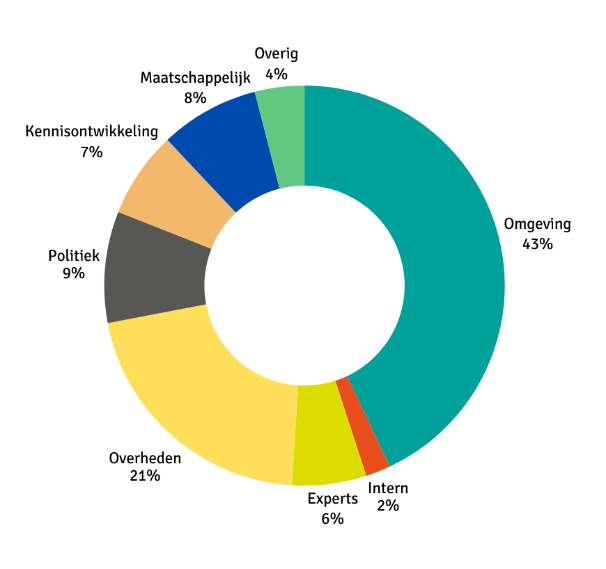 Overig
4%
Maatschappelijk
8%
Kennisontwikkeling
7%
Omgeving
43%
Politiek
9%
Overheden
21%
Intern
2%
Experts
6%